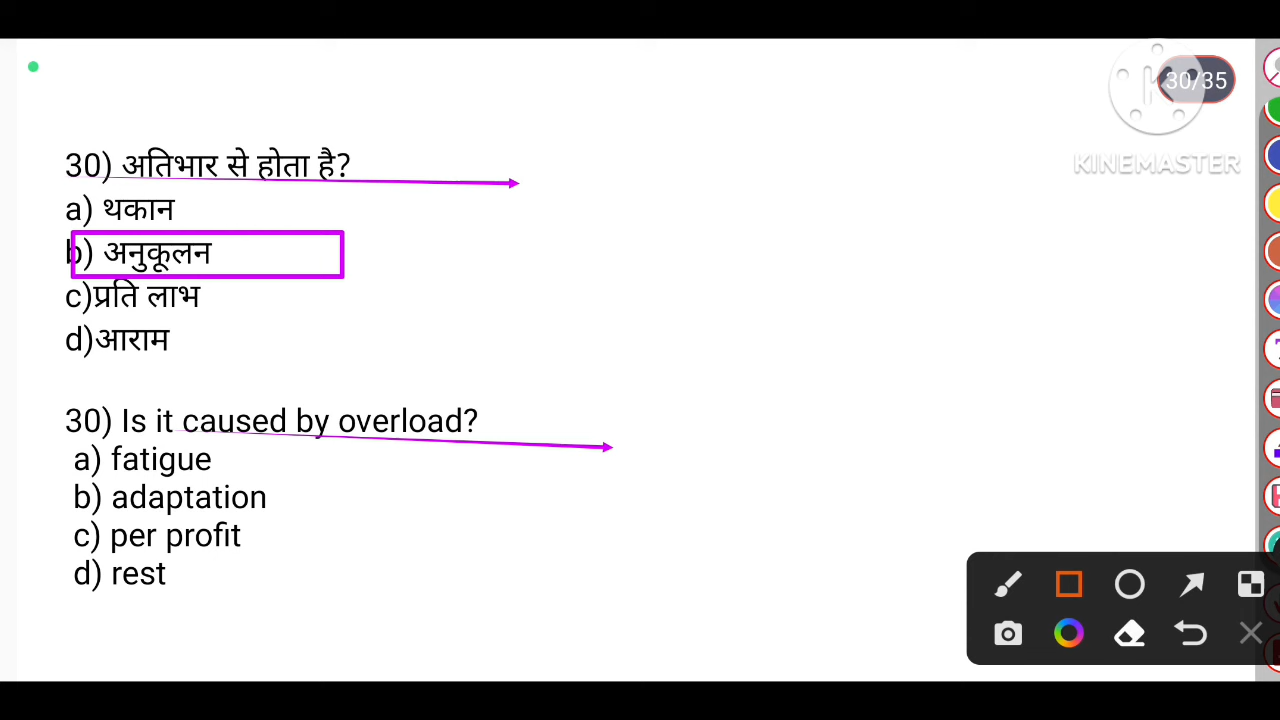 30/35
KINEMASTER
30) अतिभार से होता है?
a) थकान
b) अनुकूलन
c)प्रति लाभ
d)आराम
30) Is it caused by overload?
a) fatigue
b) adaptation
c) per profit
d) rest